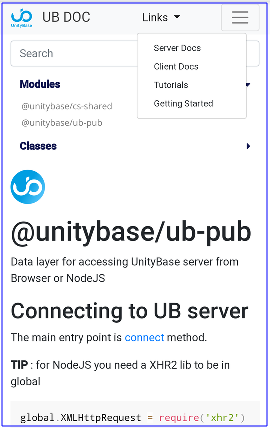 UnityBase
UB DOC
Links
Search
Server Docs
Client Docs
Tutorials
Getting Started
Modules
@unitybase/cs-shared
@unitybase/ub-pub
Classes
@unitybase/ub-pub
Data layer for accessing UnityBase server from
Browser or NodeJS
Connecting to UB server
The main entry point is connect method.
TIP : for NodeJS you need a XHR2 lib to be in
global
global.XMLHttpRequest = require('xhr2')